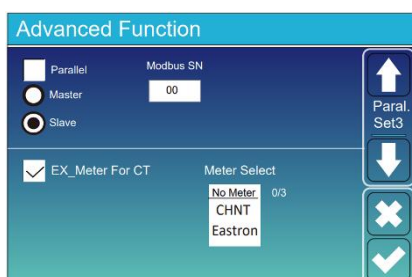 Advanced Function
Parallel
Modbus SN
Master
00
Slave
Paral.
Set3
EX_Meter For CT
Meter Select
No Meter
0/3
CHNT
Eastron